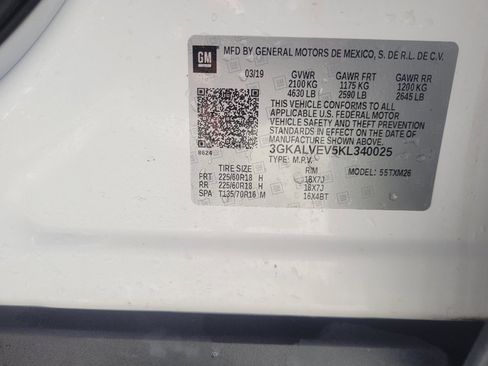 GM
MFD BY GENERAL MOTORS DE MEXICO, S. DE R.L. DE C.V.
03/19 GVWR GAWR FRT GAWR RR
2100 KG 1175 KG 1200 KG
4630 LB 2590 LB 2645 LB
THIS VEHICLE CONFORMS TO ALL
APPLICABLE U.S. FEDERAL MOTOR
VEHICLE SAFETY, BUMPER, AND THEFT
PREVENTION STANDARDS IN EFFECT ON THE
DATE OF MANUFACTURE SHOWN ABOVE.
3GKALVEV5KL340025
8624 TYPE: M.P.V.
TIRE SIZE RIM MODEL: 55TXM26
FRT 225/60R18 H 18X7J
RR 225/60R18 H 18X7J
SPA T135/70R16 M 16X4BT